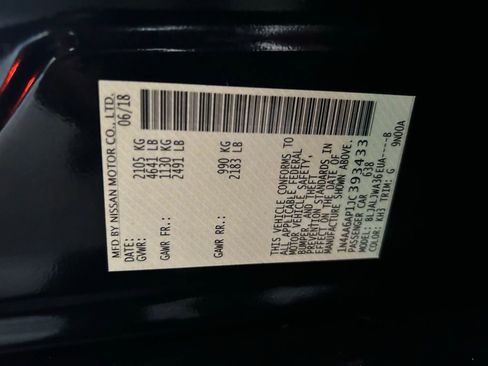 MFD BY NISSAN MOTOR CO., LTD.
DATE: 06/18
GVWR: 2105 KG
4641 LB
GAWR FR: 1130 KG
2491 LB
GAWR RR: 990 KG
2183 LB
THIS VEHICLE CONFORMS TO
ALL APPLICABLE FEDERAL
MOTOR VEHICLE SAFETY,
BUMPER, AND THEFT
PREVENTION STANDARDS IN
EFFECT ON THE DATE OF
MANUFACTURE SHOWN ABOVE.
1N4AA6AP1JC393433
PASSENGER CAR 638
MODEL: BLJALJWA36EUA----B
COLOR: KH3 TRIM: G 9N00A